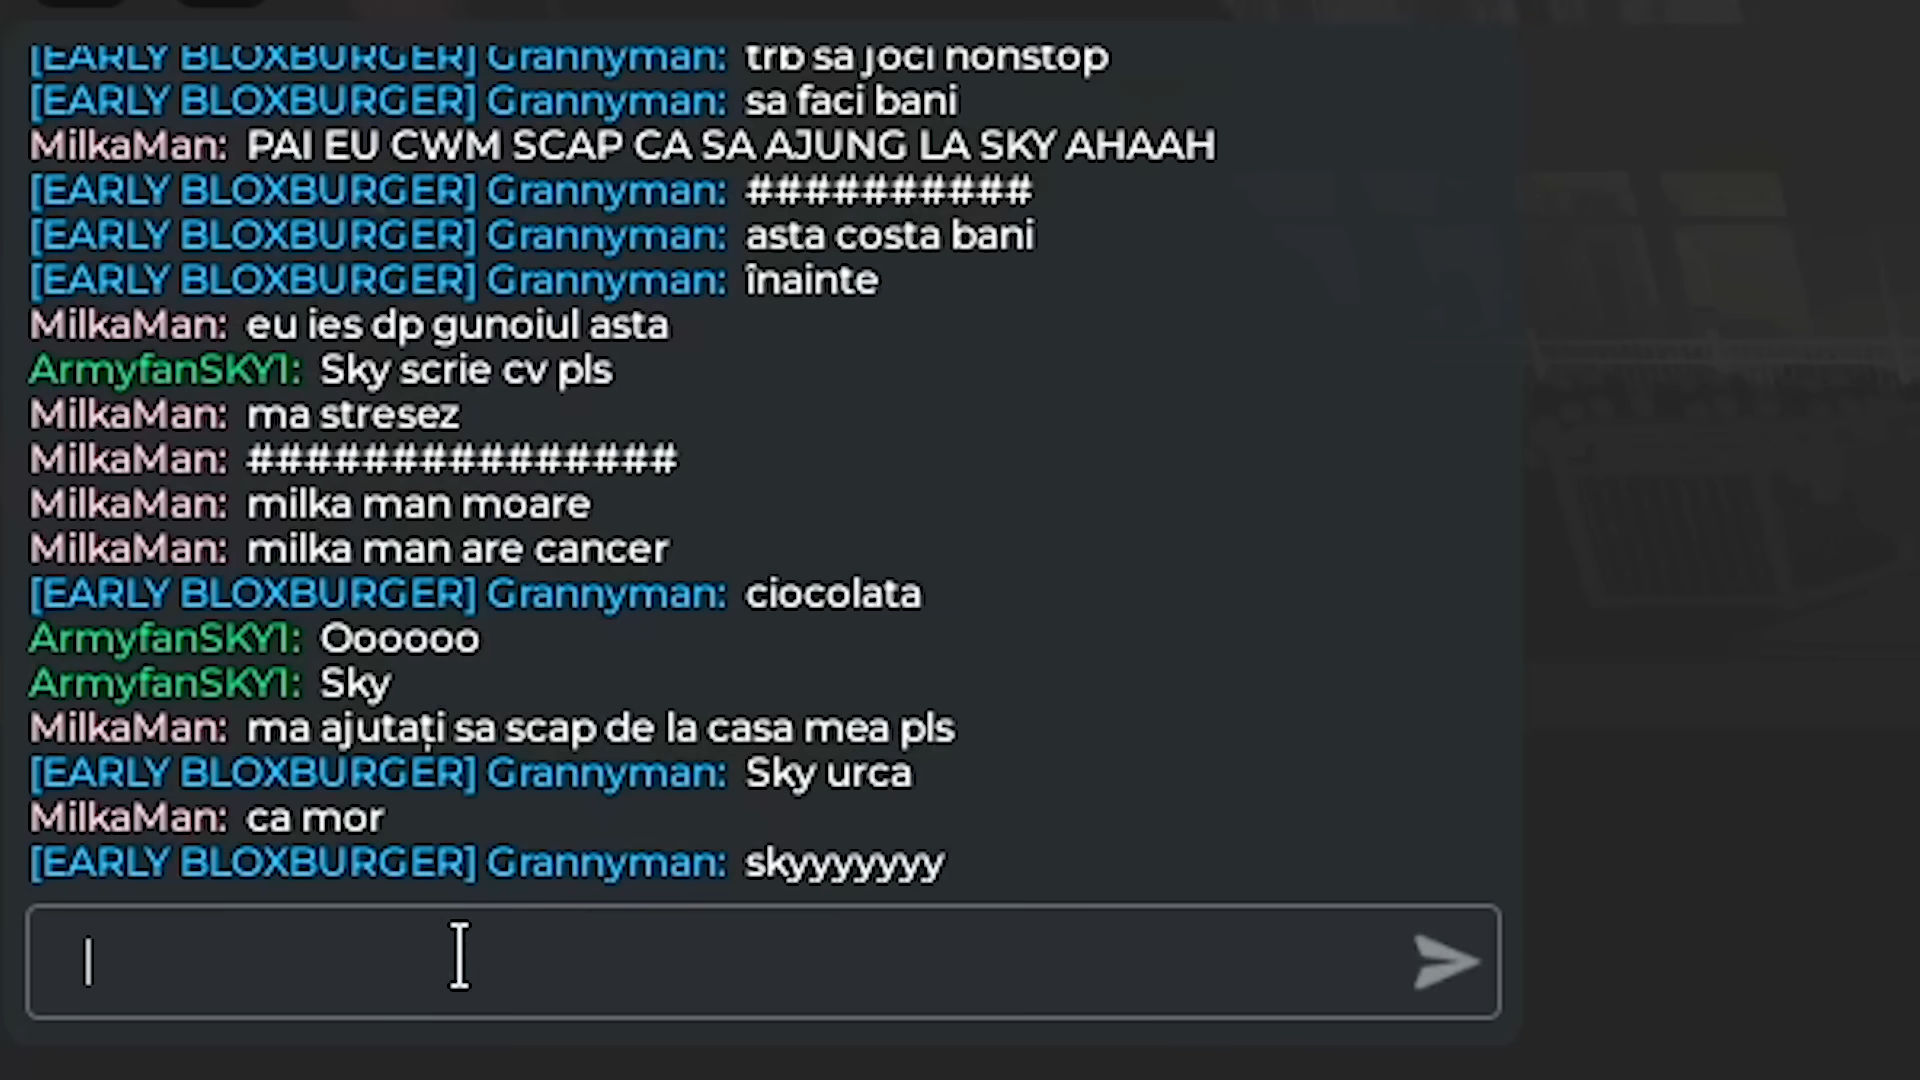 [EARLY BLOXBURGER] Grannyman: trb sa joci nonstop
[EARLY BLOXBURGER] Grannyman: sa faci bani
MilkaMan: PAI EU CWM SCAP CA SA AJUNG LA SKY AHAAH
[EARLY BLOXBURGER] Grannyman: ##########
[EARLY BLOXBURGER] Grannyman: asta costa bani
[EARLY BLOXBURGER] Grannyman: înainte
MilkaMan: eu ies dp gunoiul asta
ArmyfanSKY1: Sky scrie cv pls
MilkaMan: ma stresez
MilkaMan: ###############
MilkaMan: milka man moare
MilkaMan: milka man are cancer
[EARLY BLOXBURGER] Grannyman: ciocolata
ArmyfanSKY1: Oooooo
ArmyfanSKY1: Sky
MilkaMan: ma ajutați sa scap de la casa mea pls
[EARLY BLOXBURGER] Grannyman: Sky urca
MilkaMan: ca mor
[EARLY BLOXBURGER] Grannyman: skyyyyyyy